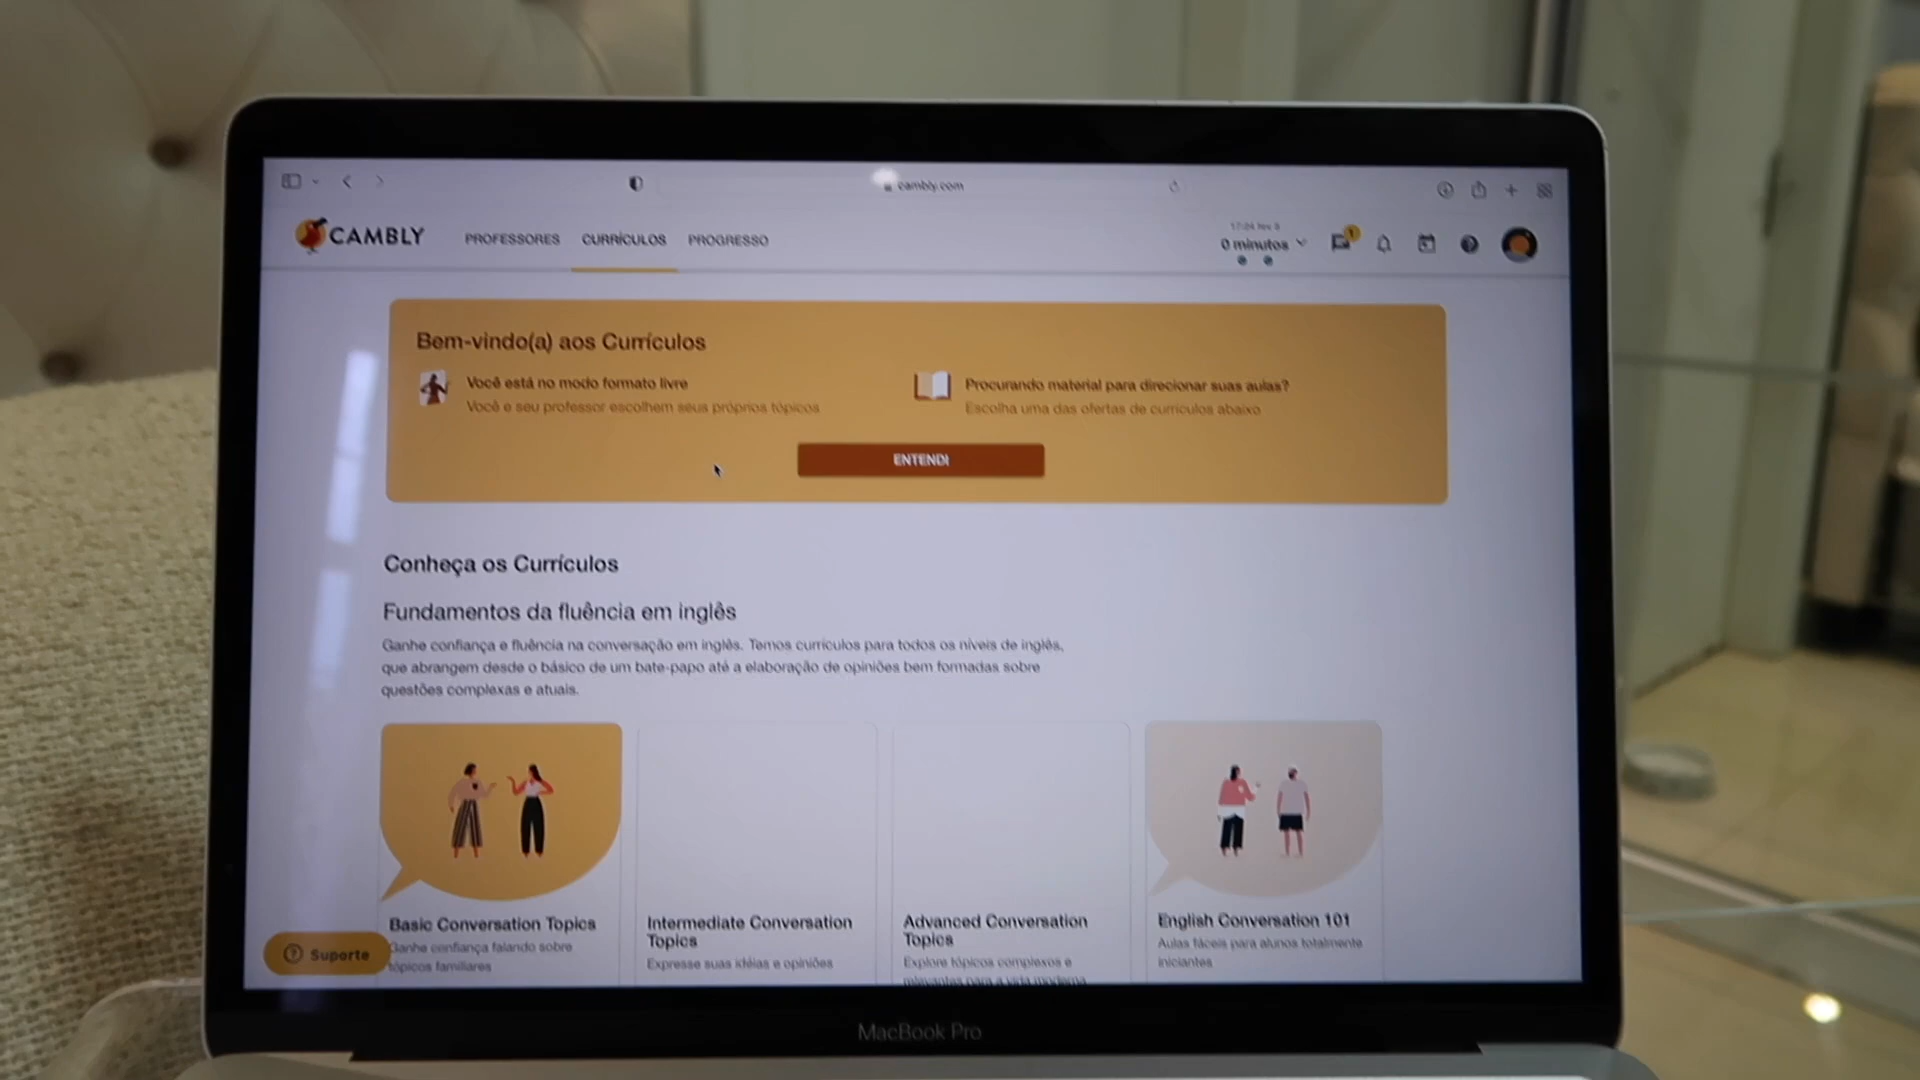 cambly.com
CAMBLY
PROFESSORES
CURRÍCULOS
PROGRESSO
0 minutos
1
Bem-vindo(a) aos Currículos
Você está no modo formato livre
Você e seu professor escolhem seus próprios tópicos
Procurando material para direcionar suas aulas?
Escolha uma das ofertas de currículos abaixo
ENTENDI
Conheça os Currículos
Fundamentos da fluência em inglês
Ganhe confiança e fluência na conversação em inglês. Temos currículos para todos os níveis de inglês,
que abrangem desde o básico de um bate-papo até a elaboração de opiniões bem formadas sobre
questões complexas e atuais.
Basic Conversation Topics
Ganhe confiança falando sobre
tópicos familiares
Intermediate Conversation
Topics
Expresse suas idéias e opiniões
Advanced Conversation
Topics
Explore tópicos complexos e
relevantes para a vida moderna
English Conversation 101
Aulas fáceis para alunos totalmente
iniciantes
Suporte
MacBook Pro